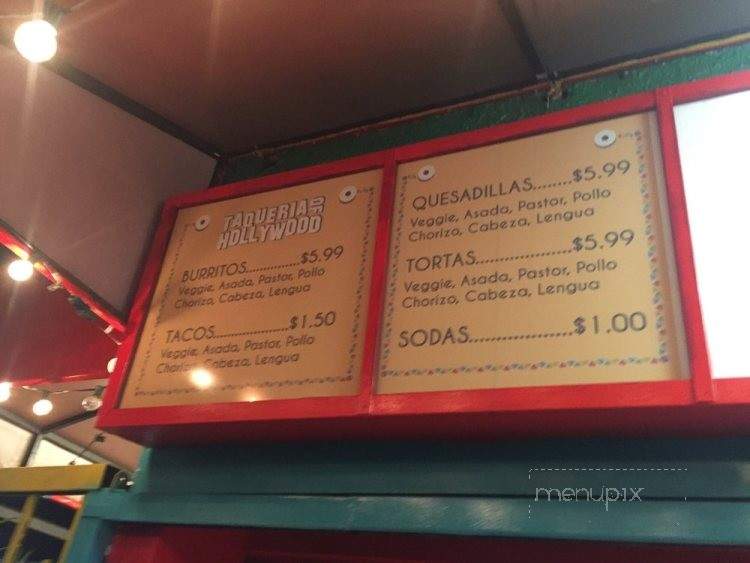 TAQUERIA DE
HOLLYWOOD
BURRITOS..............$5.99
Veggie, Asada, Pastor, Pollo
Chorizo, Cabeza, Lengua
TACOS......................$1.50
Veggie, Asada, Pastor, Pollo
Cabeza, Lengua
QUESADILLAS........$5.99
Veggie, Asada, Pastor, Pollo
Chorizo, Cabeza, Lengua
TORTAS....................$5.99
Veggie, Asada, Pastor, Pollo
Chorizo, Cabeza, Lengua
SODAS....................$1.00
menupix